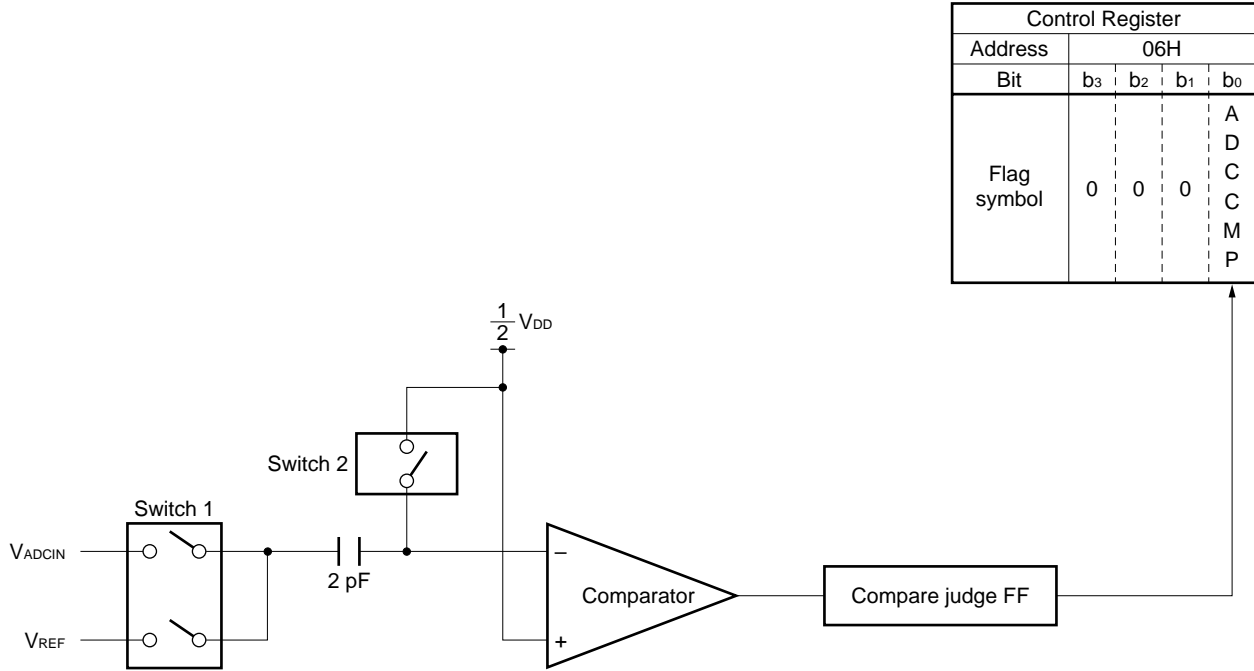 Control Register
Address 06H
Bit b3 b2 b1 b0
Flag symbol 0 0 0 ADCCMP
1/2 VDD
Switch 2
Switch 1
VADCIN
2 pF
–
Comparator
Compare judge FF
VREF
+